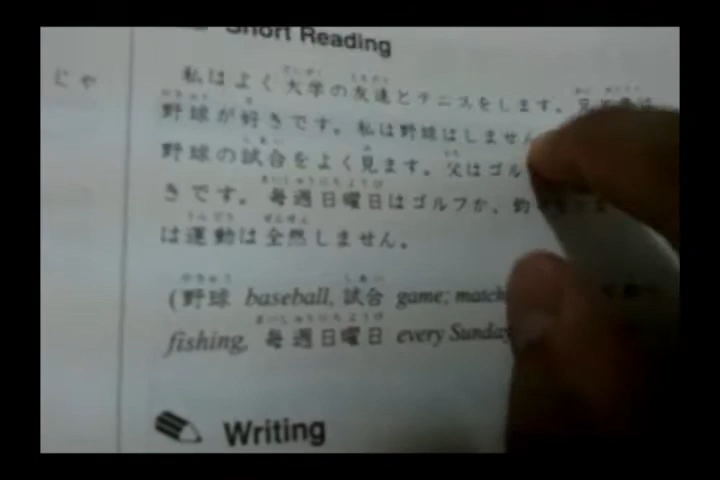 Short Reading
じゃ
私はよく大学の友達とテニスをします。兄と
野球が好きです。私は野球はしません
野球の試合をよく見ます。父はゴル
きです。毎週日曜日はゴルフか、釣
は運動は全然しません。
(野球 baseball, 試合 game; match
fishing, 毎週日曜日 every Sunday
Writing